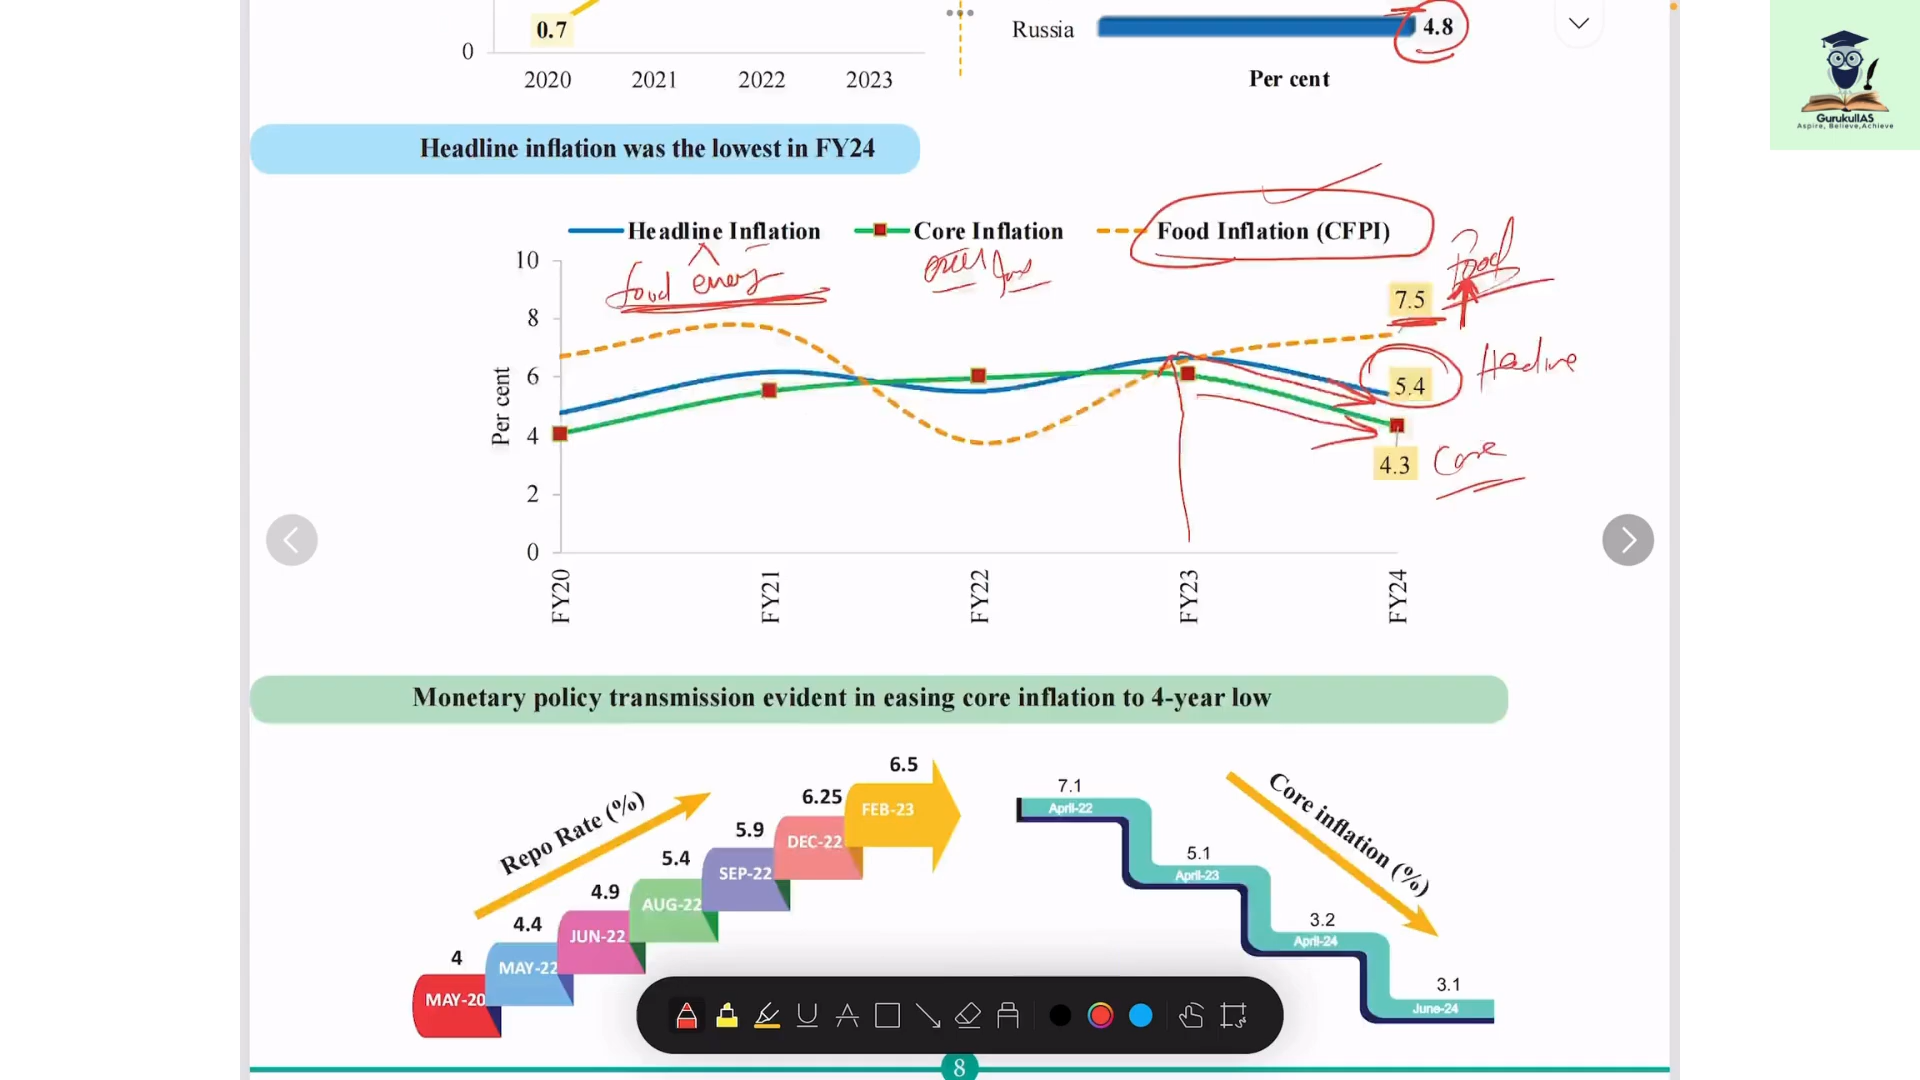 0.7
0
2020 2021 2022 2023
Russia 4.8
Per cent
GurukulIAS
Aspire, Believe,Achieve
Headline inflation was the lowest in FY24
Headline Inflation Core Inflation Food Inflation (CFPI)
food energy
Food
10
8
6
4
2
0
Per cent
7.5
5.4
Headline
4.3
Core
FY20 FY21 FY22 FY23 FY24
Monetary policy transmission evident in easing core inflation to 4-year low
Repo Rate (%)
4
MAY-20
4.4
MAY-22
4.9
JUN-22
5.4
AUG-22
5.9
SEP-22
6.25
DEC-22
6.5
FEB-23
Core inflation (%)
7.1
April-22
5.1
April-23
3.2
April-24
3.1
June-24
8